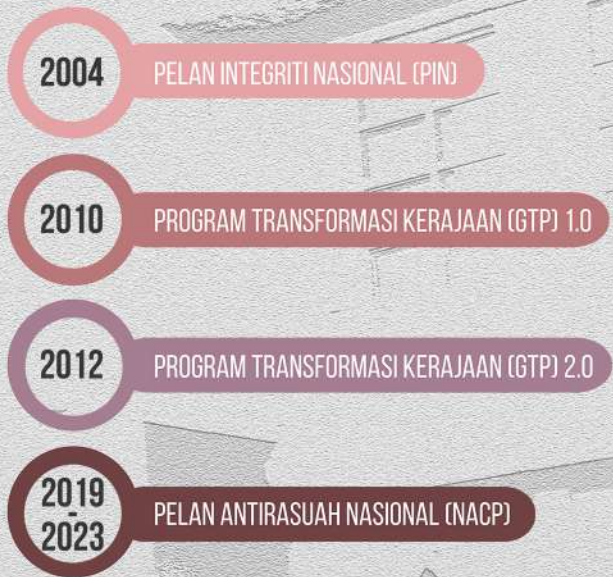 2004
PELAN INTEGRITI NASIONAL (PIN)
2010
PROGRAM TRANSFORMASI KERAJAAN (GTP) 1.0
2012
PROGRAM TRANSFORMASI KERAJAAN (GTP) 2.0
2019
-
2023
PELAN ANTIRASUAH NASIONAL (NACP)